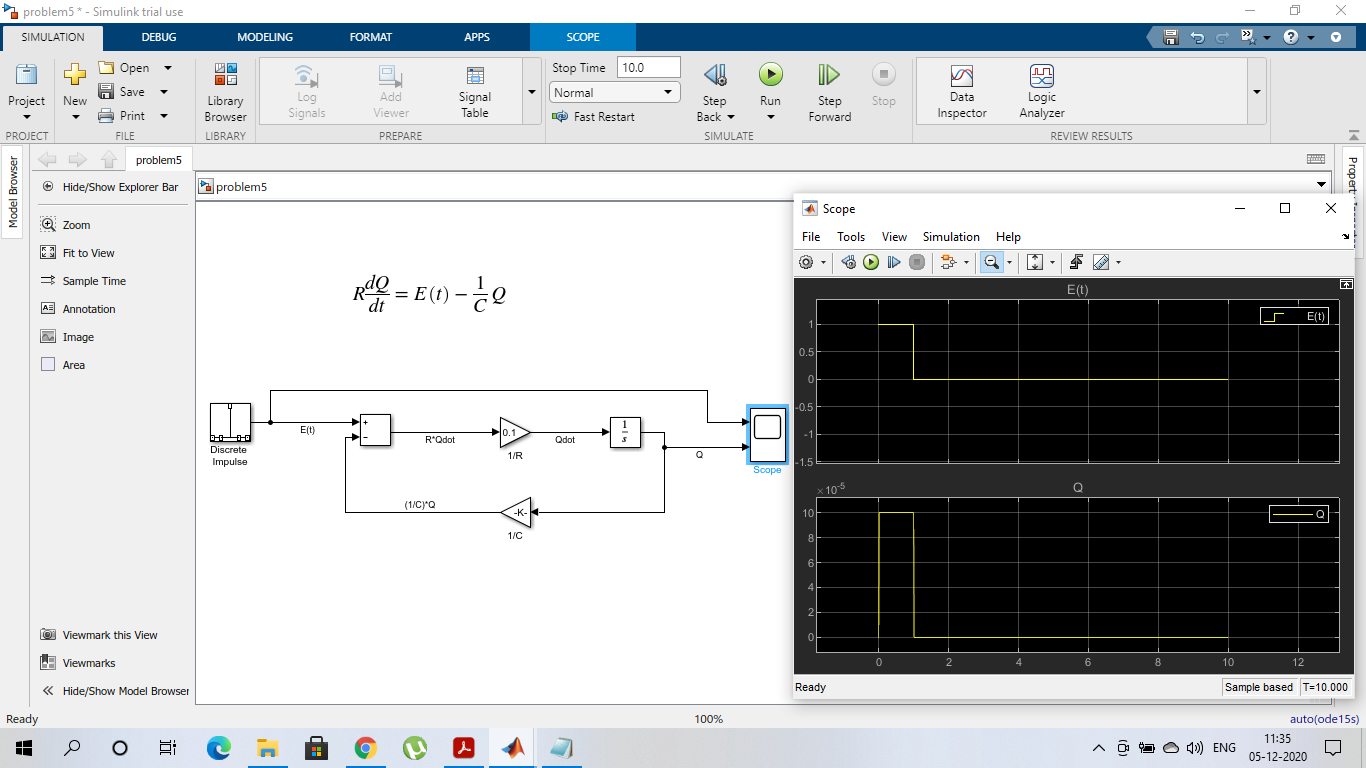 problem5 * - Simulink trial use
SIMULATION DEBUG MODELING FORMAT APPS SCOPE
Project
New
Open
Save
Print
Library Browser
Log Signals
Add Viewer
Signal Table
Stop Time 10.0
Normal
Fast Restart
Step Back
Run
Step Forward
Stop
Data Inspector
Logic Analyzer
PROJECT FILE LIBRARY PREPARE SIMULATE REVIEW RESULTS
Model Browser
problem5
Hide/Show Explorer Bar
problem5
Zoom
Fit to View
Sample Time
Annotation
Image
Area
R dQ/dt = E(t) − 1/C Q
Discrete
Impulse
E(t)
+
−
R*Qdot
0.1
1/R
Qdot
1/s
Q
Scope
(1/C)*Q
-K-
1/C
Viewmark this View
Viewmarks
Hide/Show Model Browser
Scope
File Tools View Simulation Help
E(t)
E(t)
1
0.5
0
-0.5
-1
-1.5
×10⁻⁵
Q
Q
10
8
6
4
2
0
0 2 4 6 8 10 12
Ready Sample based T=10.000
Ready 100% auto(ode15s)
ENG
11:35
05-12-2020